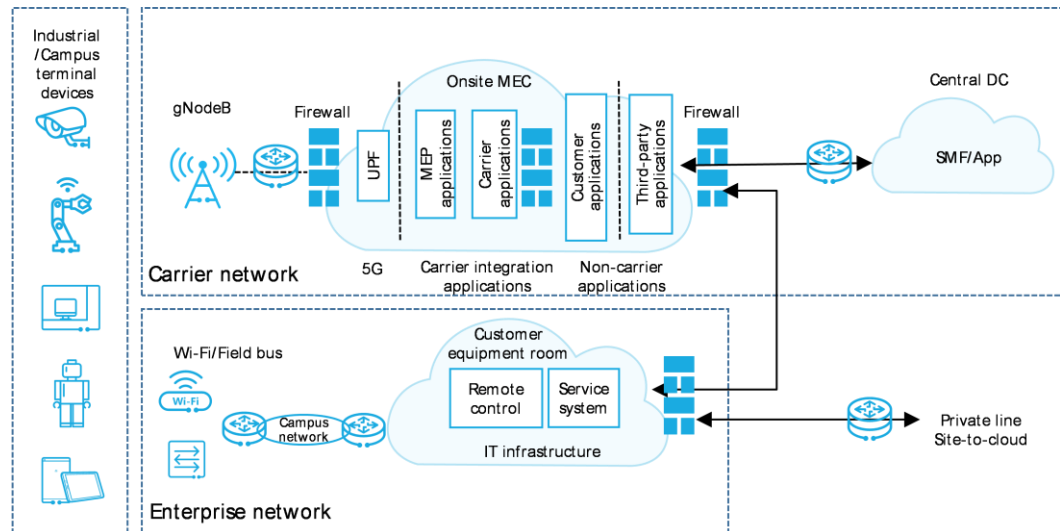 Industrial
/Campus
terminal
devices
gNodeB
Firewall
Onsite MEC
UPF
MEP
applications
Carrier
applications
Customer
applications
Third-party
applications
Firewall
Central DC
SMF/App
5G
Carrier integration
applications
Non-carrier
applications
Carrier network
Wi-Fi/Field bus
Wi-Fi
Campus
network
Customer
equipment room
Remote
control
Service
system
IT infrastructure
Private line
Site-to-cloud
Enterprise network